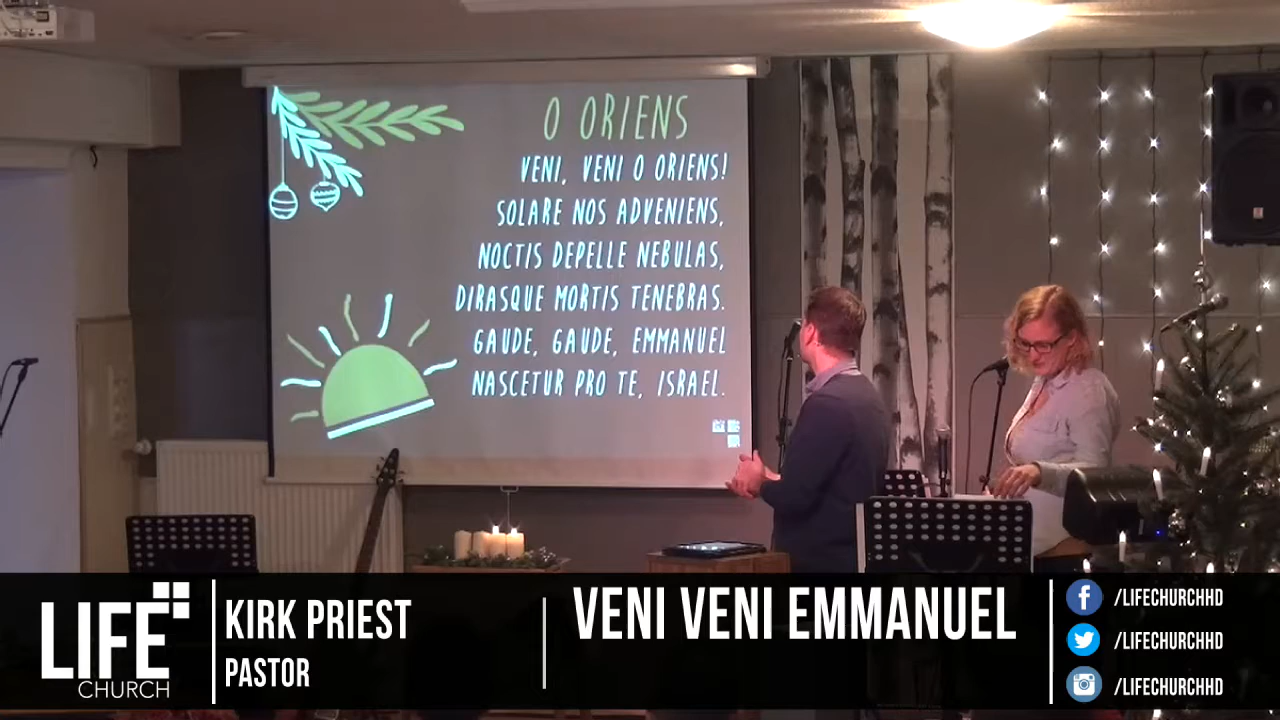 O ORIENS
VENI, VENI O ORIENS!
SOLARE NOS ADVENIENS,
NOCTIS DEPELLE NEBULAS,
DIRASQUE MORTIS TENEBRAS.
GAUDE, GAUDE, EMMANUEL
NASCETUR PRO TE, ISRAEL.
LIFE
CHURCH
KIRK PRIEST
PASTOR
VENI VENI EMMANUEL
/LIFECHURCHHD
/LIFECHURCHHD
/LIFECHURCHHD